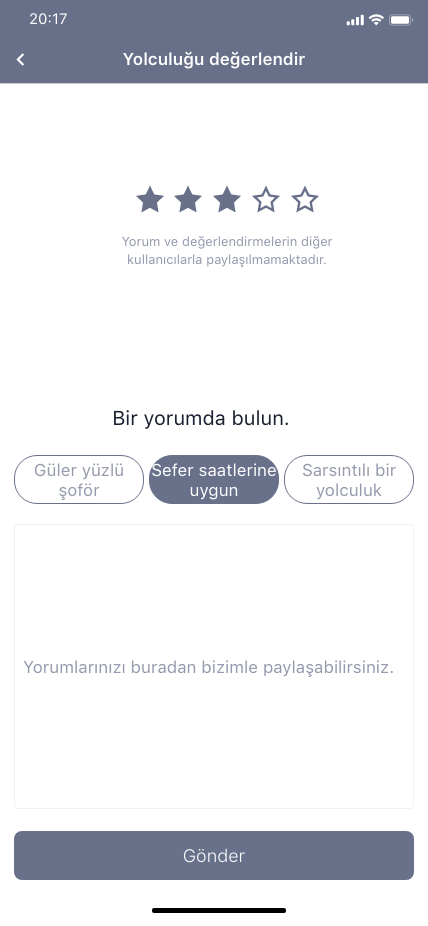 20:17
Yolculuğu değerlendir
Yorum ve değerlendirmelerin diğer
kullanıcılarla paylaşılmamaktadır.
Bir yorumda bulun.
Güler yüzlü
şoför
Sefer saatlerine
uygun
Sarsıntılı bir
yolculuk
Yorumlarınızı buradan bizimle paylaşabilirsiniz.
Gönder